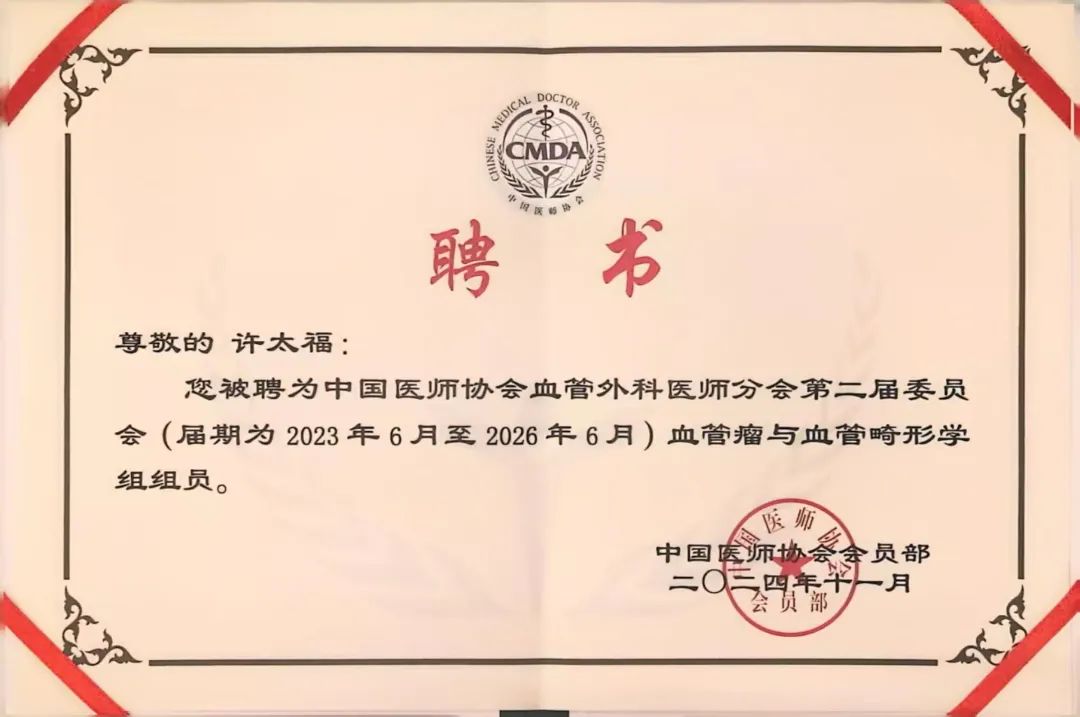 CHINESE MEDICAL DOCTOR ASSOCIATION
CMDA
中国医师协会
聘 书
尊敬的 许太福：
您被聘为中国医师协会血管外科医师分会第二届委员
会（届期为 2023 年 6 月至 2026 年 6 月）血管瘤与血管畸形学
组组员。
中国医师协会会员部
二〇二四年十一月
中国医师协会
会员部